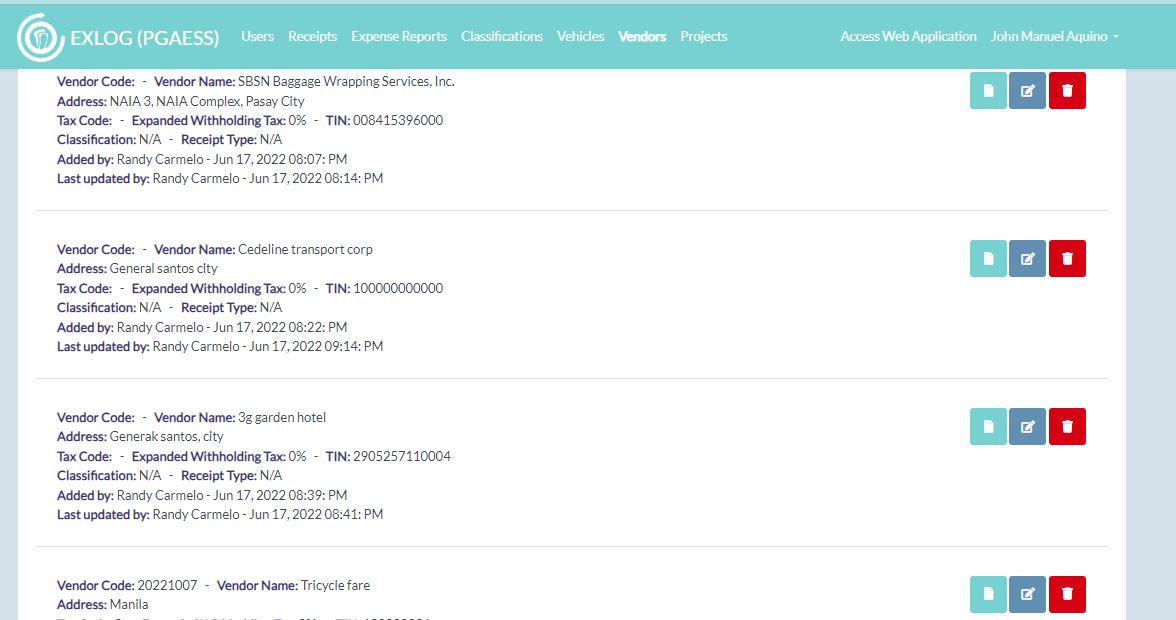 EXLOG (PGAESS) Users Receipts Expense Reports Classifications Vehicles Vendors Projects Access Web Application John Manuel Aquino
Vendor Code: - Vendor Name: SBSN Baggage Wrapping Services, Inc.
Address: NAIA 3, NAIA Complex, Pasay City
Tax Code: - Expanded Withholding Tax: 0% - TIN: 008415396000
Classification: N/A - Receipt Type: N/A
Added by: Randy Carmelo - Jun 17, 2022 08:07: PM
Last updated by: Randy Carmelo - Jun 17, 2022 08:14: PM
Vendor Code: - Vendor Name: Cedeline transport corp
Address: General santos city
Tax Code: - Expanded Withholding Tax: 0% - TIN: 100000000000
Classification: N/A - Receipt Type: N/A
Added by: Randy Carmelo - Jun 17, 2022 08:22: PM
Last updated by: Randy Carmelo - Jun 17, 2022 09:14: PM
Vendor Code: - Vendor Name: 3g garden hotel
Address: Generak santos, city
Tax Code: - Expanded Withholding Tax: 0% - TIN: 2905257110004
Classification: N/A - Receipt Type: N/A
Added by: Randy Carmelo - Jun 17, 2022 08:39: PM
Last updated by: Randy Carmelo - Jun 17, 2022 08:41: PM
Vendor Code: 20221007 - Vendor Name: Tricycle fare
Address: Manila